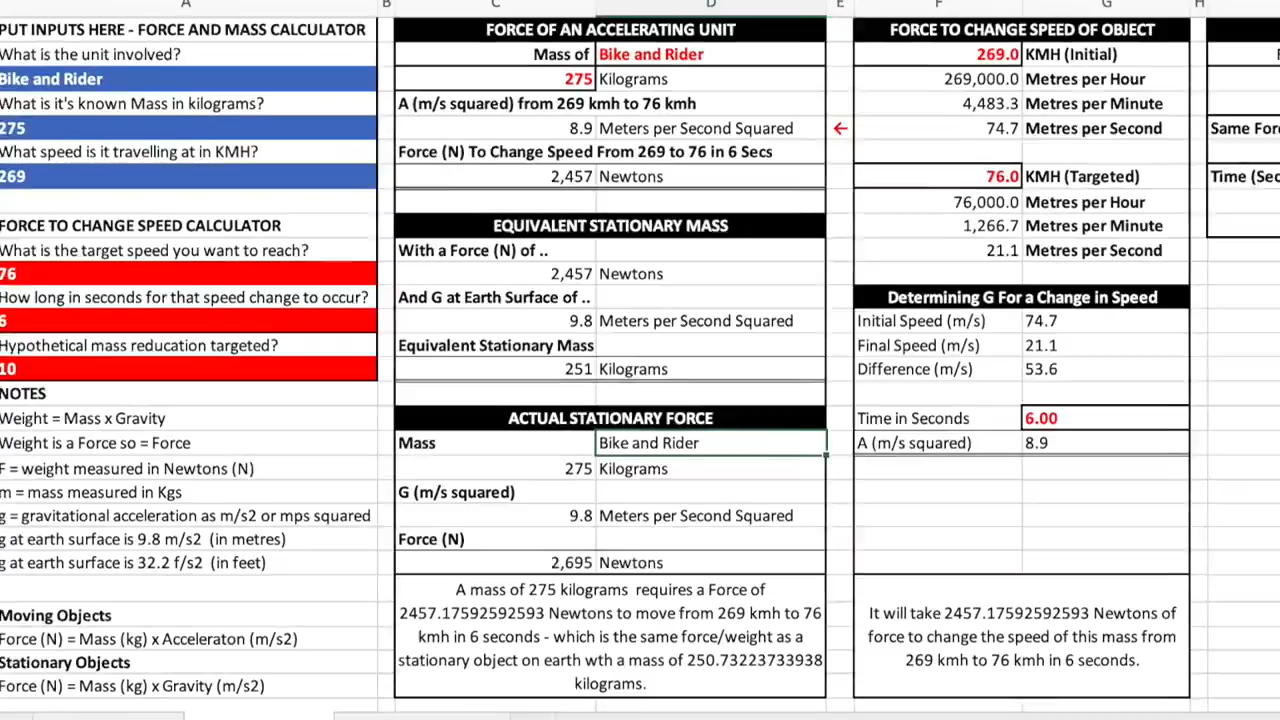 A B C D E F G H
PUT INPUTS HERE - FORCE AND MASS CALCULATOR
What is the unit involved?
Bike and Rider
What is it's known Mass in kilograms?
275
What speed is it travelling at in KMH?
269
FORCE TO CHANGE SPEED CALCULATOR
What is the target speed you want to reach?
76
How long in seconds for that speed change to occur?
6
Hypothetical mass reducation targeted?
10
NOTES
Weight = Mass x Gravity
Weight is a Force so = Force
F = weight measured in Newtons (N)
m = mass measured in Kgs
g = gravitational acceleration as m/s2 or mps squared
g at earth surface is 9.8 m/s2 (in metres)
g at earth surface is 32.2 f/s2 (in feet)
Moving Objects
Force (N) = Mass (kg) x Acceleraton (m/s2)
Stationary Objects
Force (N) = Mass (kg) x Gravity (m/s2)
FORCE OF AN ACCELERATING UNIT
Mass of Bike and Rider
275 Kilograms
A (m/s squared) from 269 kmh to 76 kmh
8.9 Meters per Second Squared
Force (N) To Change Speed From 269 to 76 in 6 Secs
2,457 Newtons
EQUIVALENT STATIONARY MASS
With a Force (N) of ..
2,457 Newtons
And G at Earth Surface of ..
9.8 Meters per Second Squared
Equivalent Stationary Mass
251 Kilograms
ACTUAL STATIONARY FORCE
Mass Bike and Rider
275 Kilograms
G (m/s squared)
9.8 Meters per Second Squared
Force (N)
2,695 Newtons
A mass of 275 kilograms requires a Force of
2457.17592592593 Newtons to move from 269 kmh to 76
kmh in 6 seconds - which is the same force/weight as a
stationary object on earth wth a mass of 250.73223733938
kilograms.
←
FORCE TO CHANGE SPEED OF OBJECT
269.0 KMH (Initial)
269,000.0 Metres per Hour
4,483.3 Metres per Minute
74.7 Metres per Second
76.0 KMH (Targeted)
76,000.0 Metres per Hour
1,266.7 Metres per Minute
21.1 Metres per Second
Determining G For a Change in Speed
Initial Speed (m/s) 74.7
Final Speed (m/s) 21.1
Difference (m/s) 53.6
Time in Seconds 6.00
A (m/s squared) 8.9
It will take 2457.17592592593 Newtons of
force to change the speed of this mass from
269 kmh to 76 kmh in 6 seconds.
Same For
Time (Sec